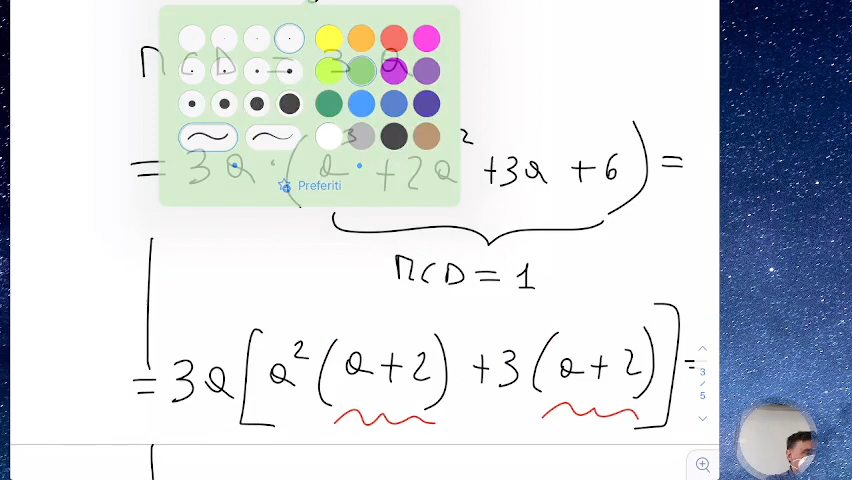 MCD = 3a
= 3a · (a³ + 2a² + 3a + 6) =
Preferiti
MCD = 1
= 3a [a² (a + 2) + 3 (a + 2)] =
3
/
5